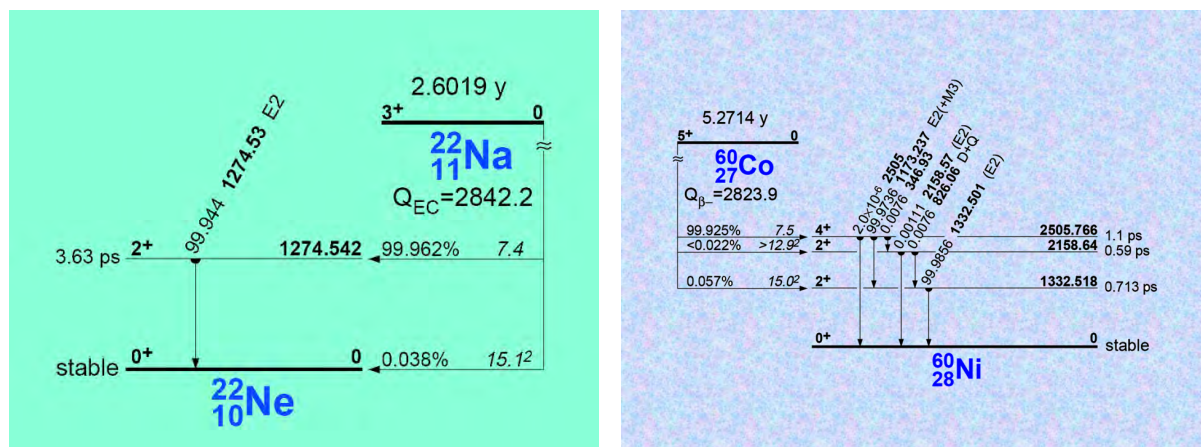 2.6019 y
3+ 0
22 11 Na
Q EC =2842.2
99.944 1274.53 E2
3.63 ps 2+ 1274.542 99.962% 7.4
stable 0+ 0 0.038% 15.1²
22 10 Ne
5.2714 y
5+ 0
60 27 Co
Q β− =2823.9
2.0×10⁻⁶ 2505
99.9736 1173.237 E2(+M3)
0.0076 346.93
0.00111 2158.57 (E2)
0.0076 826.06 D+Q
99.9856 1332.501 (E2)
99.925% 7.5 4+ 2505.766 1.1 ps
<0.022% >12.9² 2+ 2158.64 0.59 ps
0.057% 15.0² 2+ 1332.518 0.713 ps
0+ 0 stable
60 28 Ni